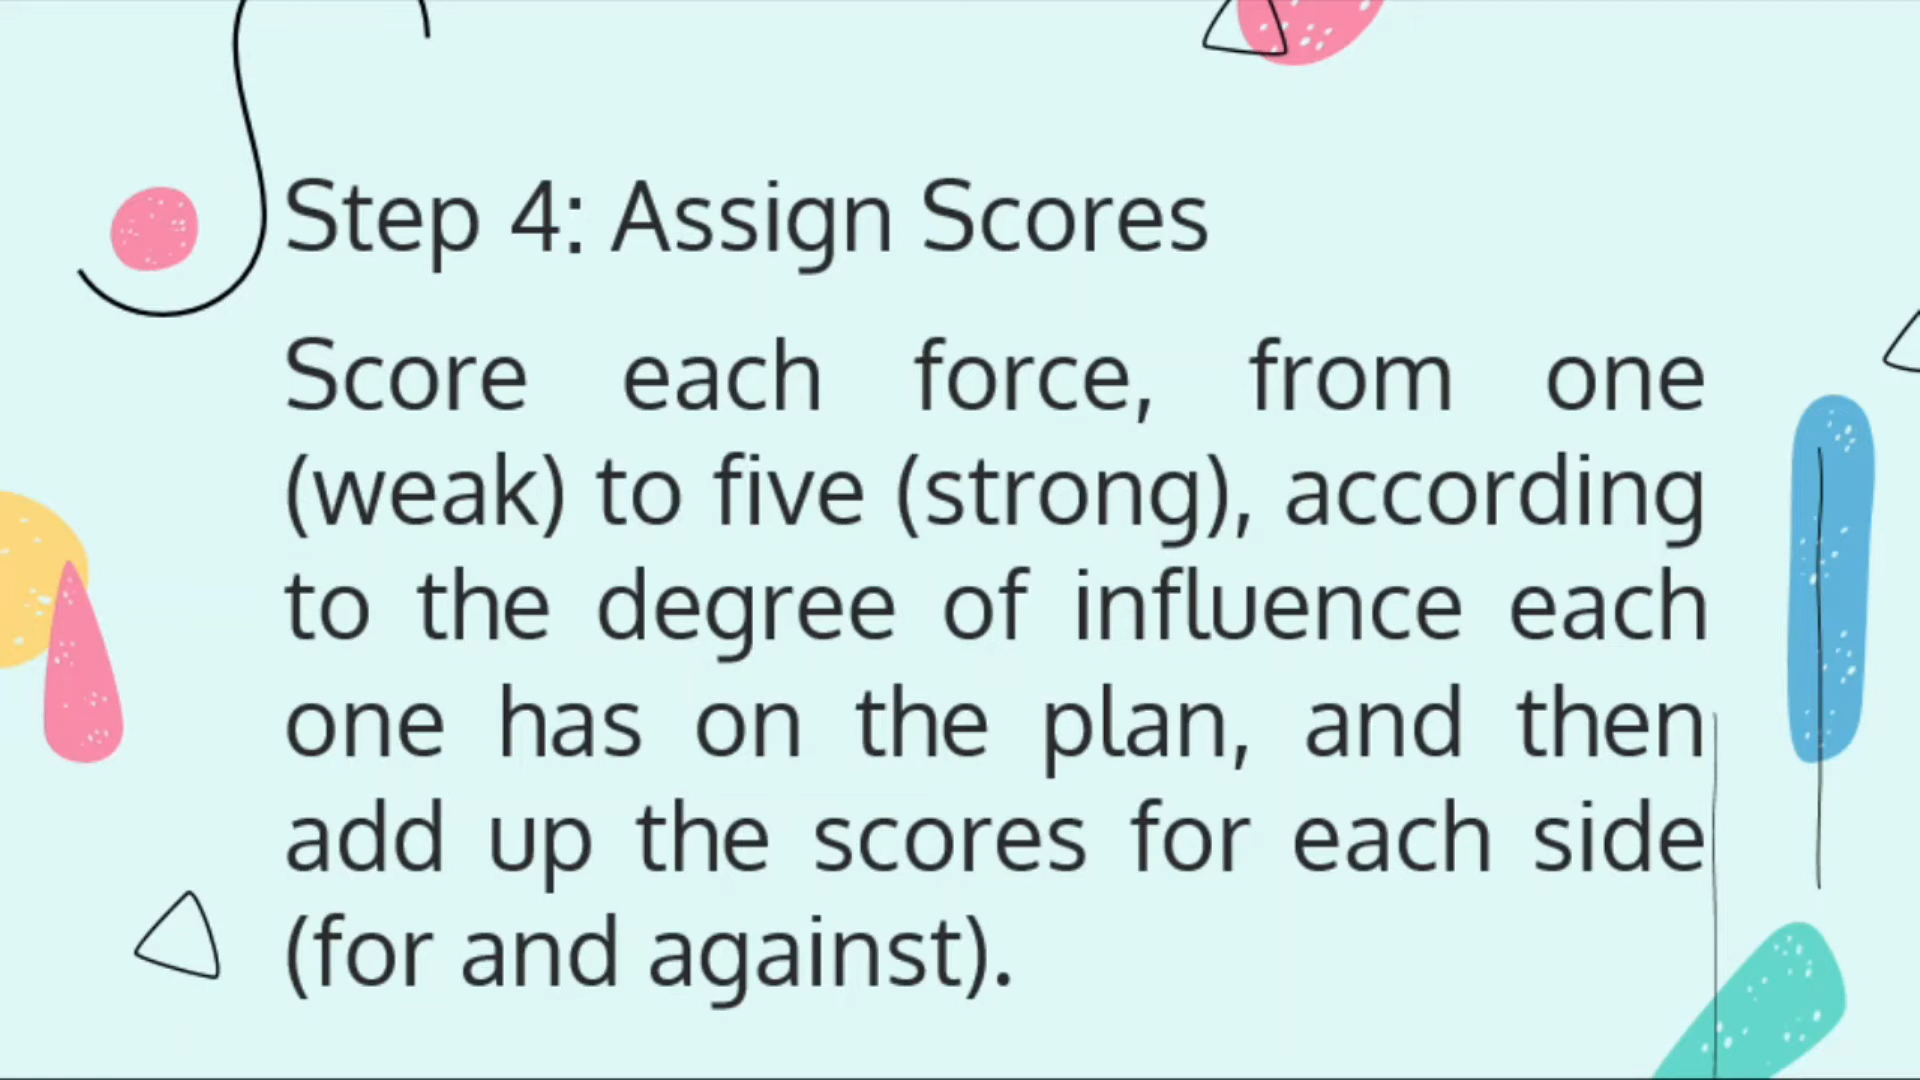 Step 4: Assign Scores
Score each force, from one
(weak) to five (strong), according
to the degree of influence each
one has on the plan, and then
add up the scores for each side
(for and against).